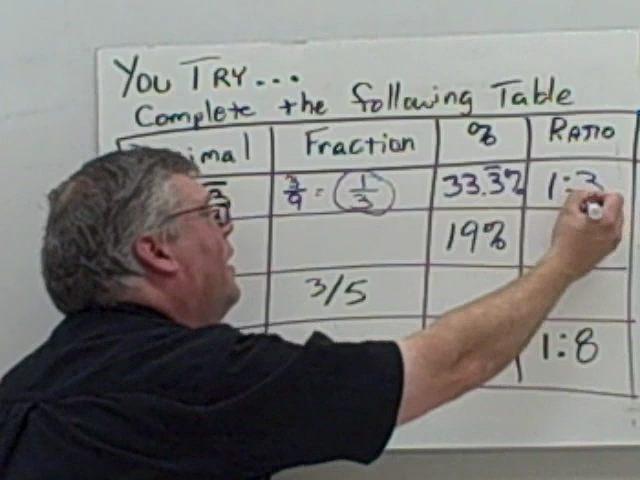 YOU TRY...
Complete the following Table
Fraction % RATIO
3/9 = 1/3 33.3̅% 1:3
19%
3/5
1:8